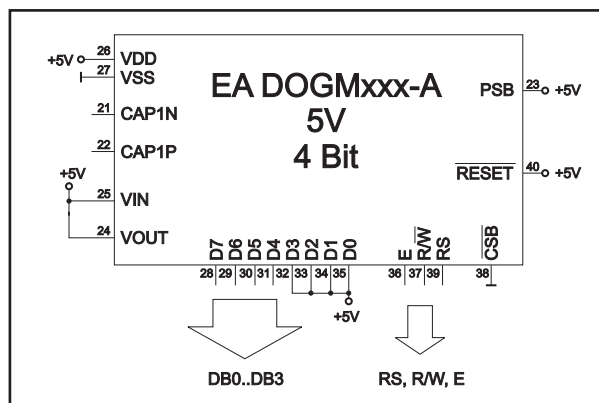 EA DOGMxxx-A
5V
4 Bit
+5V 26 VDD
27 VSS
21 CAP1N
22 CAP1P
+5V
25 VIN
24 VOUT
PSB 23 +5V
RESET 40 +5V
D7 D6 D5 D4 D3 D2 D1 D0
28 29 30 31 32 33 34 35
E R/W RS CSB
36 37 39 38
+5V
DB0..DB3
RS, R/W, E